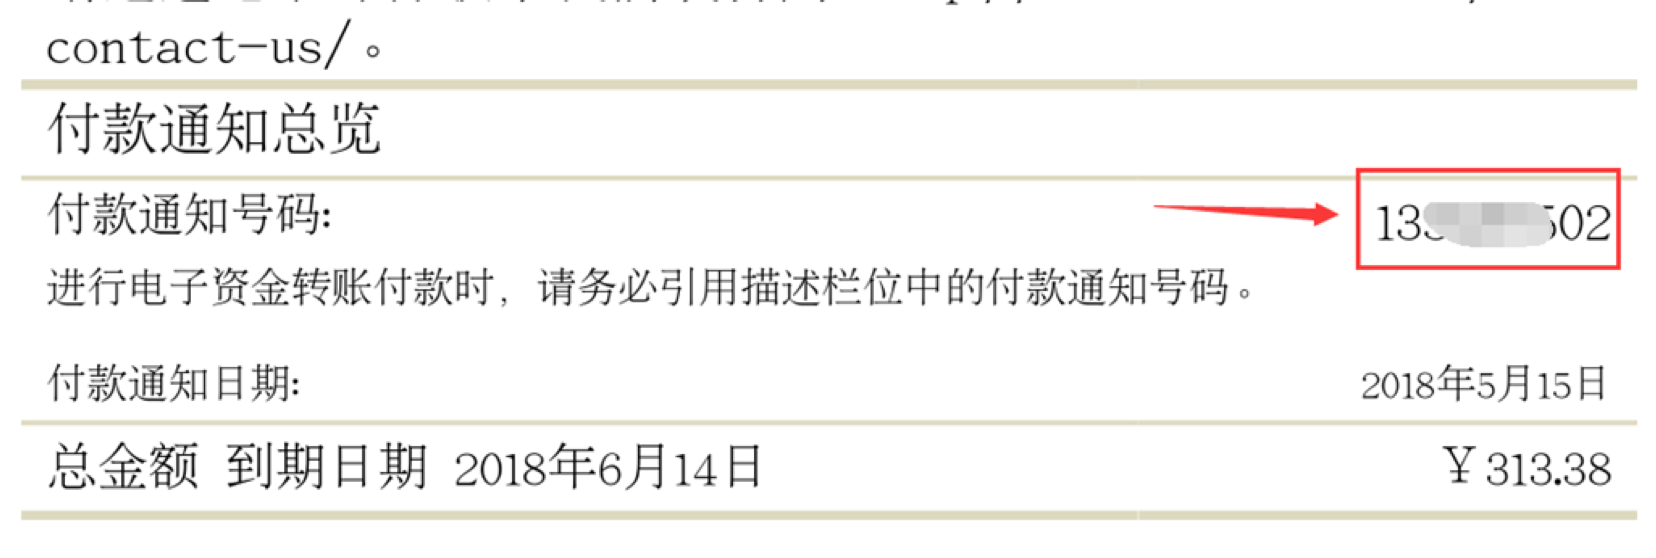 contact-us/。
付款通知总览
付款通知号码: 13 502
进行电子资金转账付款时，请务必引用描述栏位中的付款通知号码。
付款通知日期: 2018年5月15日
总金额 到期日期 2018年6月14日 ￥313.38